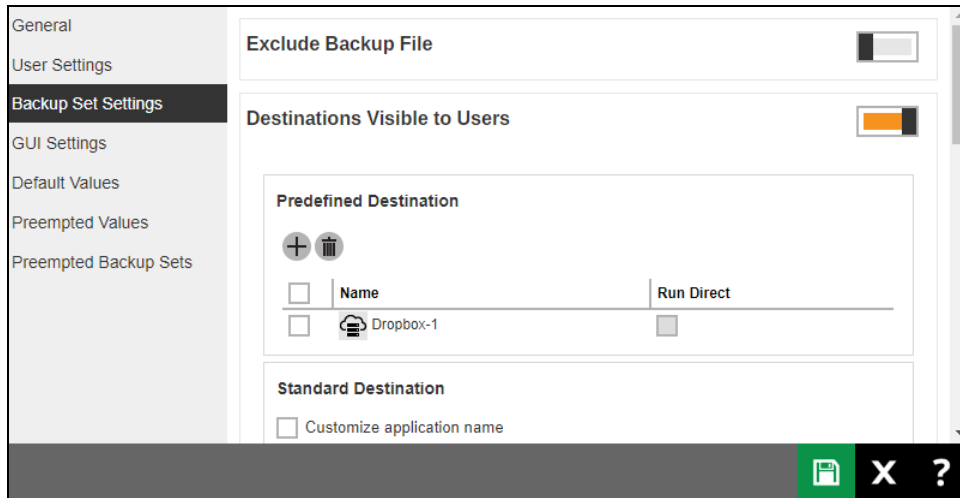 General
User Settings
Backup Set Settings
GUI Settings
Default Values
Preempted Values
Preempted Backup Sets
Exclude Backup File
Destinations Visible to Users
Predefined Destination
Name Run Direct
Dropbox-1
Standard Destination
Customize application name
X ?